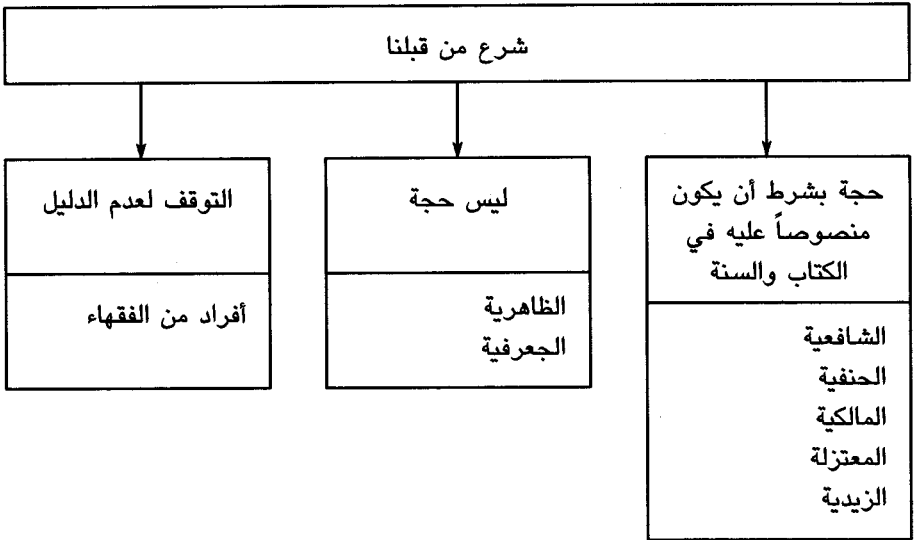 شرع من قبلنا
حجة بشرط أن يكون
منصوصاً عليه في
الكتاب والسنة
الشافعية
الحنفية
المالكية
المعتزلة
الزيدية
ليس حجة
الظاهرية
الجعرفية
التوقف لعدم الدليل
أفراد من الفقهاء